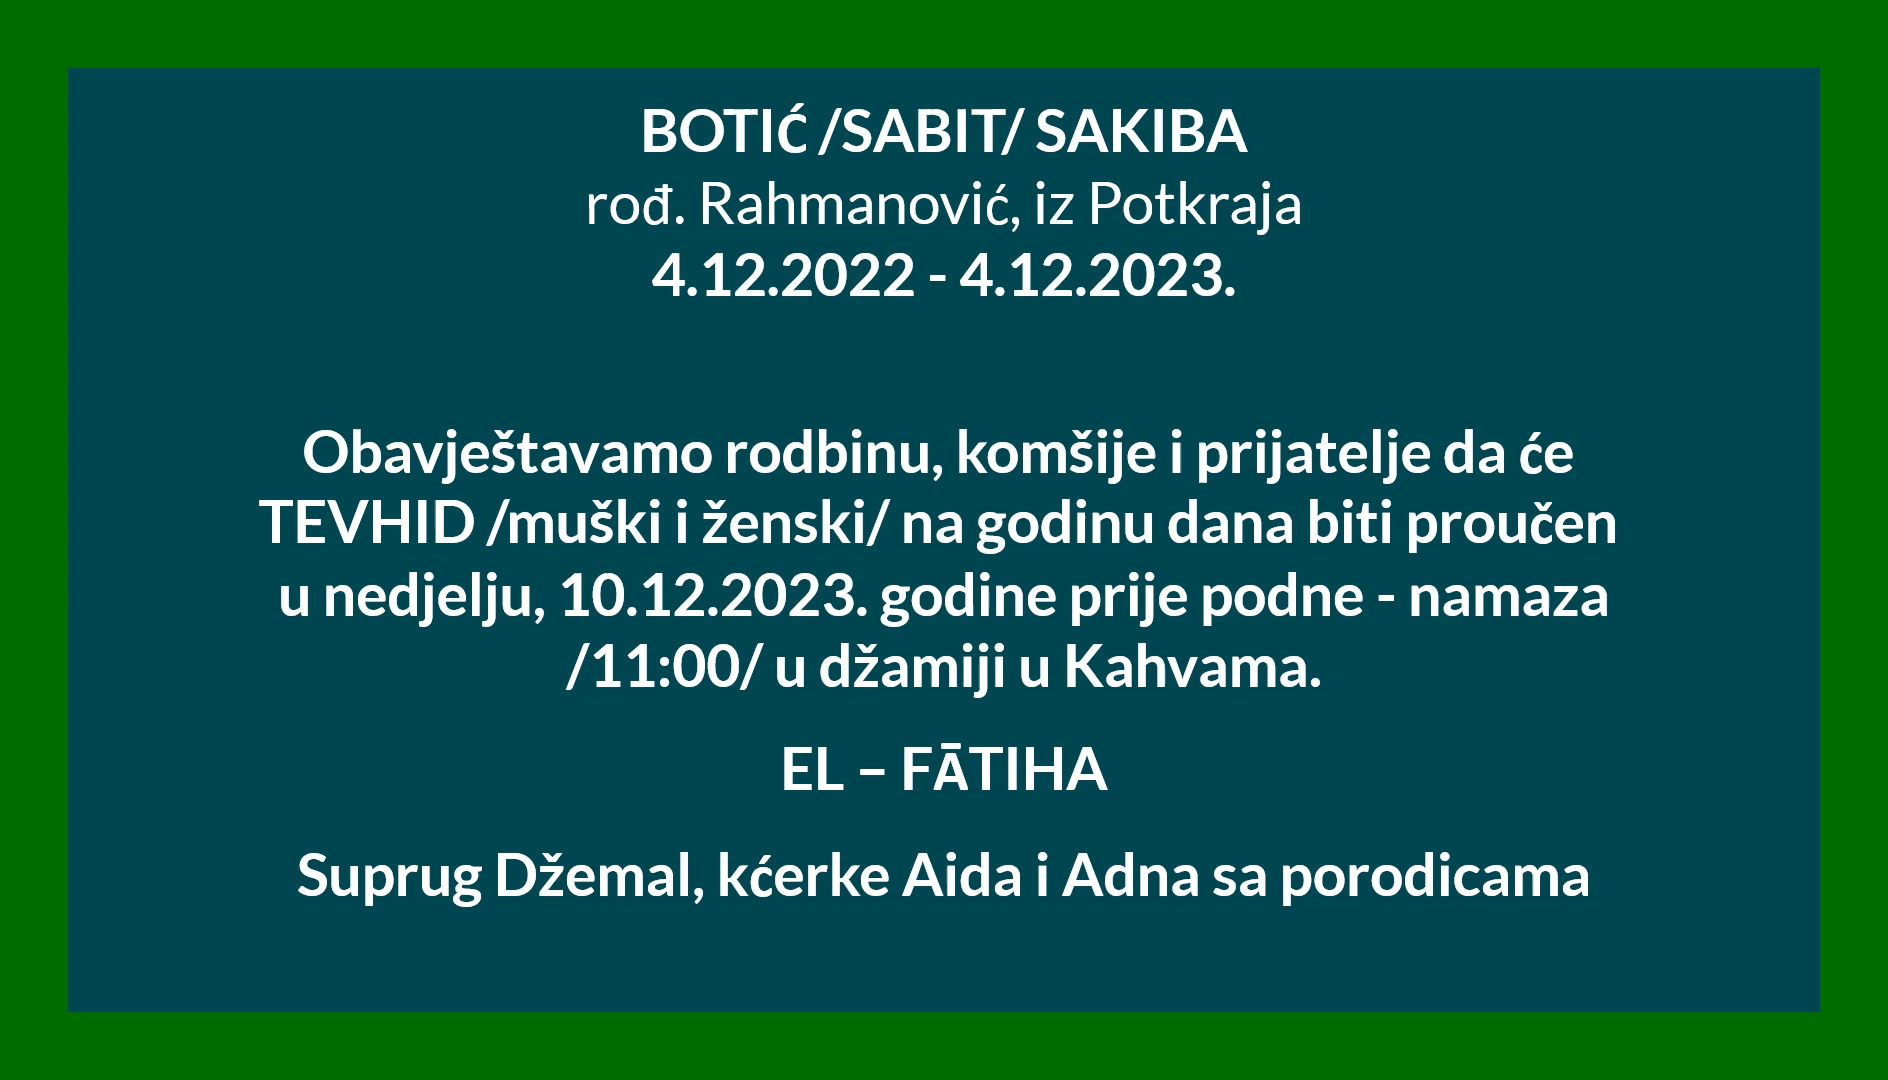 BOTIĆ /SABIT/ SAKIBA
rođ. Rahmanović, iz Potkraja
4.12.2022 - 4.12.2023.
Obavještavamo rodbinu, komšije i prijatelje da će
TEVHID /muški i ženski/ na godinu dana biti proučen
u nedjelju, 10.12.2023. godine prije podne - namaza
/11:00/ u džamiji u Kahvama.
EL – FĀTIHA
Suprug Džemal, kćerke Aida i Adna sa porodicama